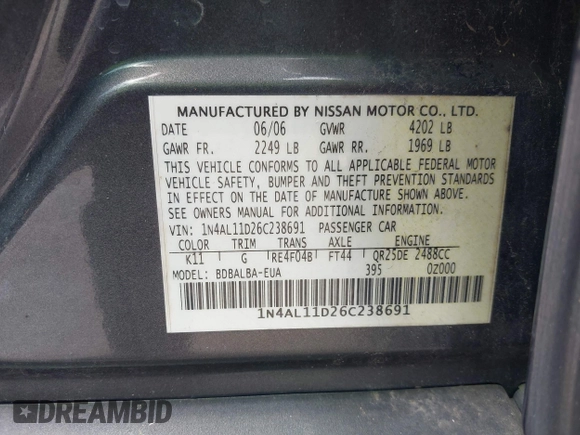 MANUFACTURED BY NISSAN MOTOR CO., LTD.
DATE 06/06 GVWR 4202 LB
GAWR FR. 2249 LB GAWR RR. 1969 LB
THIS VEHICLE CONFORMS TO ALL APPLICABLE FEDERAL MOTOR
VEHICLE SAFETY, BUMPER AND THEFT PREVENTION STANDARDS
IN EFFECT ON THE DATE OF MANUFACTURE SHOWN ABOVE.
SEE OWNERS MANUAL FOR ADDITIONAL INFORMATION.
VIN: 1N4AL11D26C238691 PASSENGER CAR
COLOR TRIM TRANS AXLE ENGINE
K11 G RE4F04B FT44 QR25DE 2488CC
MODEL: BDBALBA-EUA 395 0Z000
1N4AL11D26C238691
DREAMBID